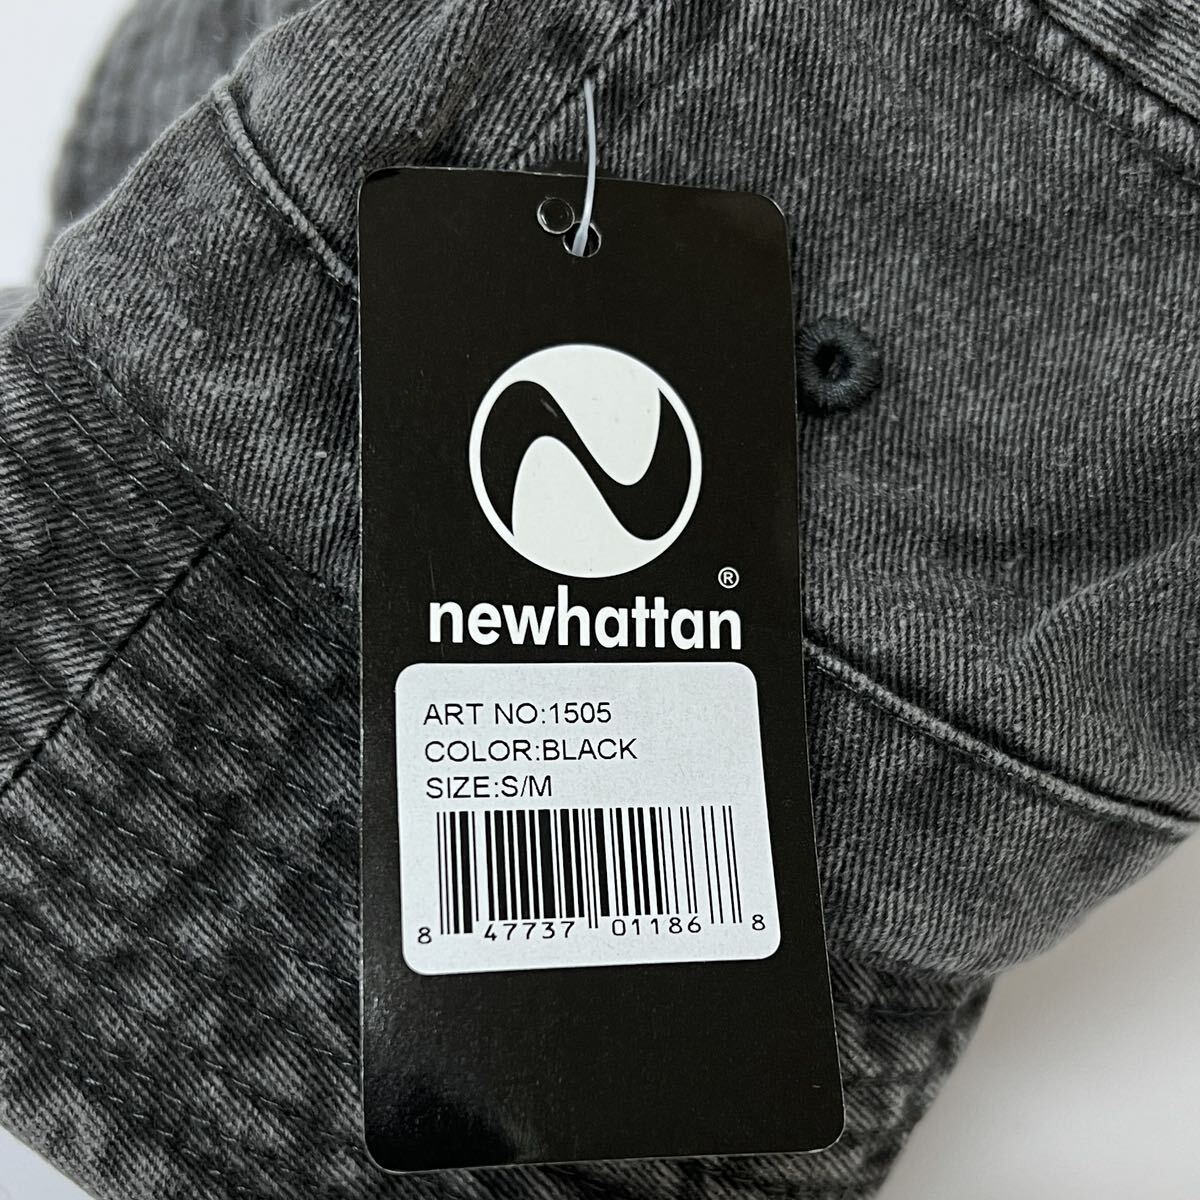 newhattan®
ART NO:1505
COLOR:BLACK
SIZE:S/M
8 47737 01186 8